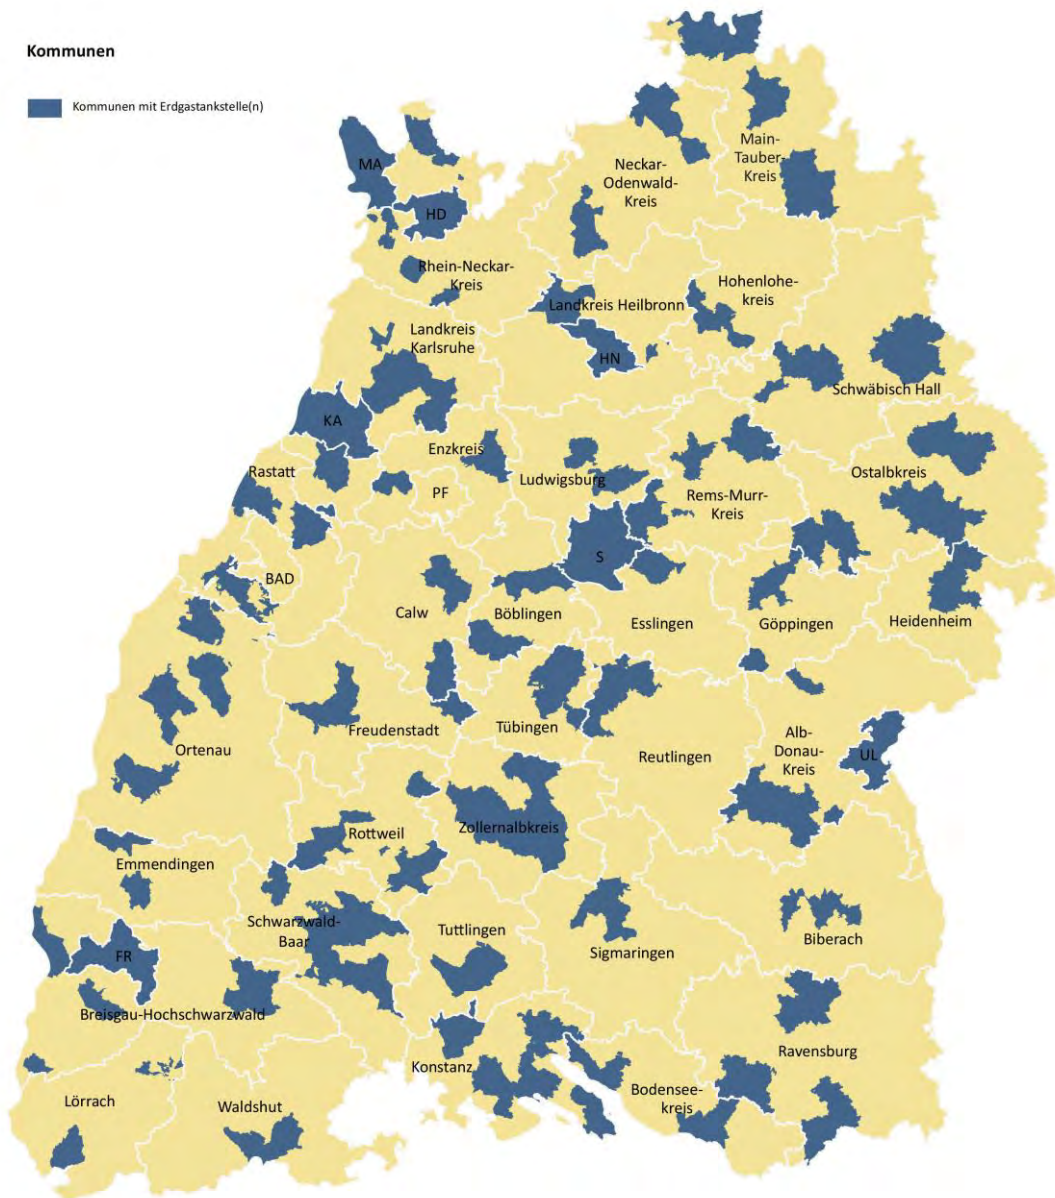 Kommunen
Kommunen mit Erdgastankstelle(n)
MA
Main-
Tauber-
Kreis
Neckar-
Odenwald-
Kreis
HD
Rhein-Neckar-
Kreis
Hohenlohe-
kreis
Landkreis Heilbronn
Landkreis
Karlsruhe
HN
Schwäbisch Hall
KA
Enzkreis
Rastatt
Ludwigsburg
Ostalbkreis
PF
Rems-Murr-
Kreis
S
BAD
Calw
Böblingen
Esslingen
Göppingen
Heidenheim
Freudenstadt
Tübingen
Alb-
Donau-
Kreis
Ortenau
Reutlingen
UL
Rottweil
Zollernalbkreis
Emmendingen
Schwarzwald-
Baar
Tuttlingen
Biberach
FR
Sigmaringen
Breisgau-Hochschwarzwald
Ravensburg
Konstanz
Bodensee-
kreis
Lörrach
Waldshut